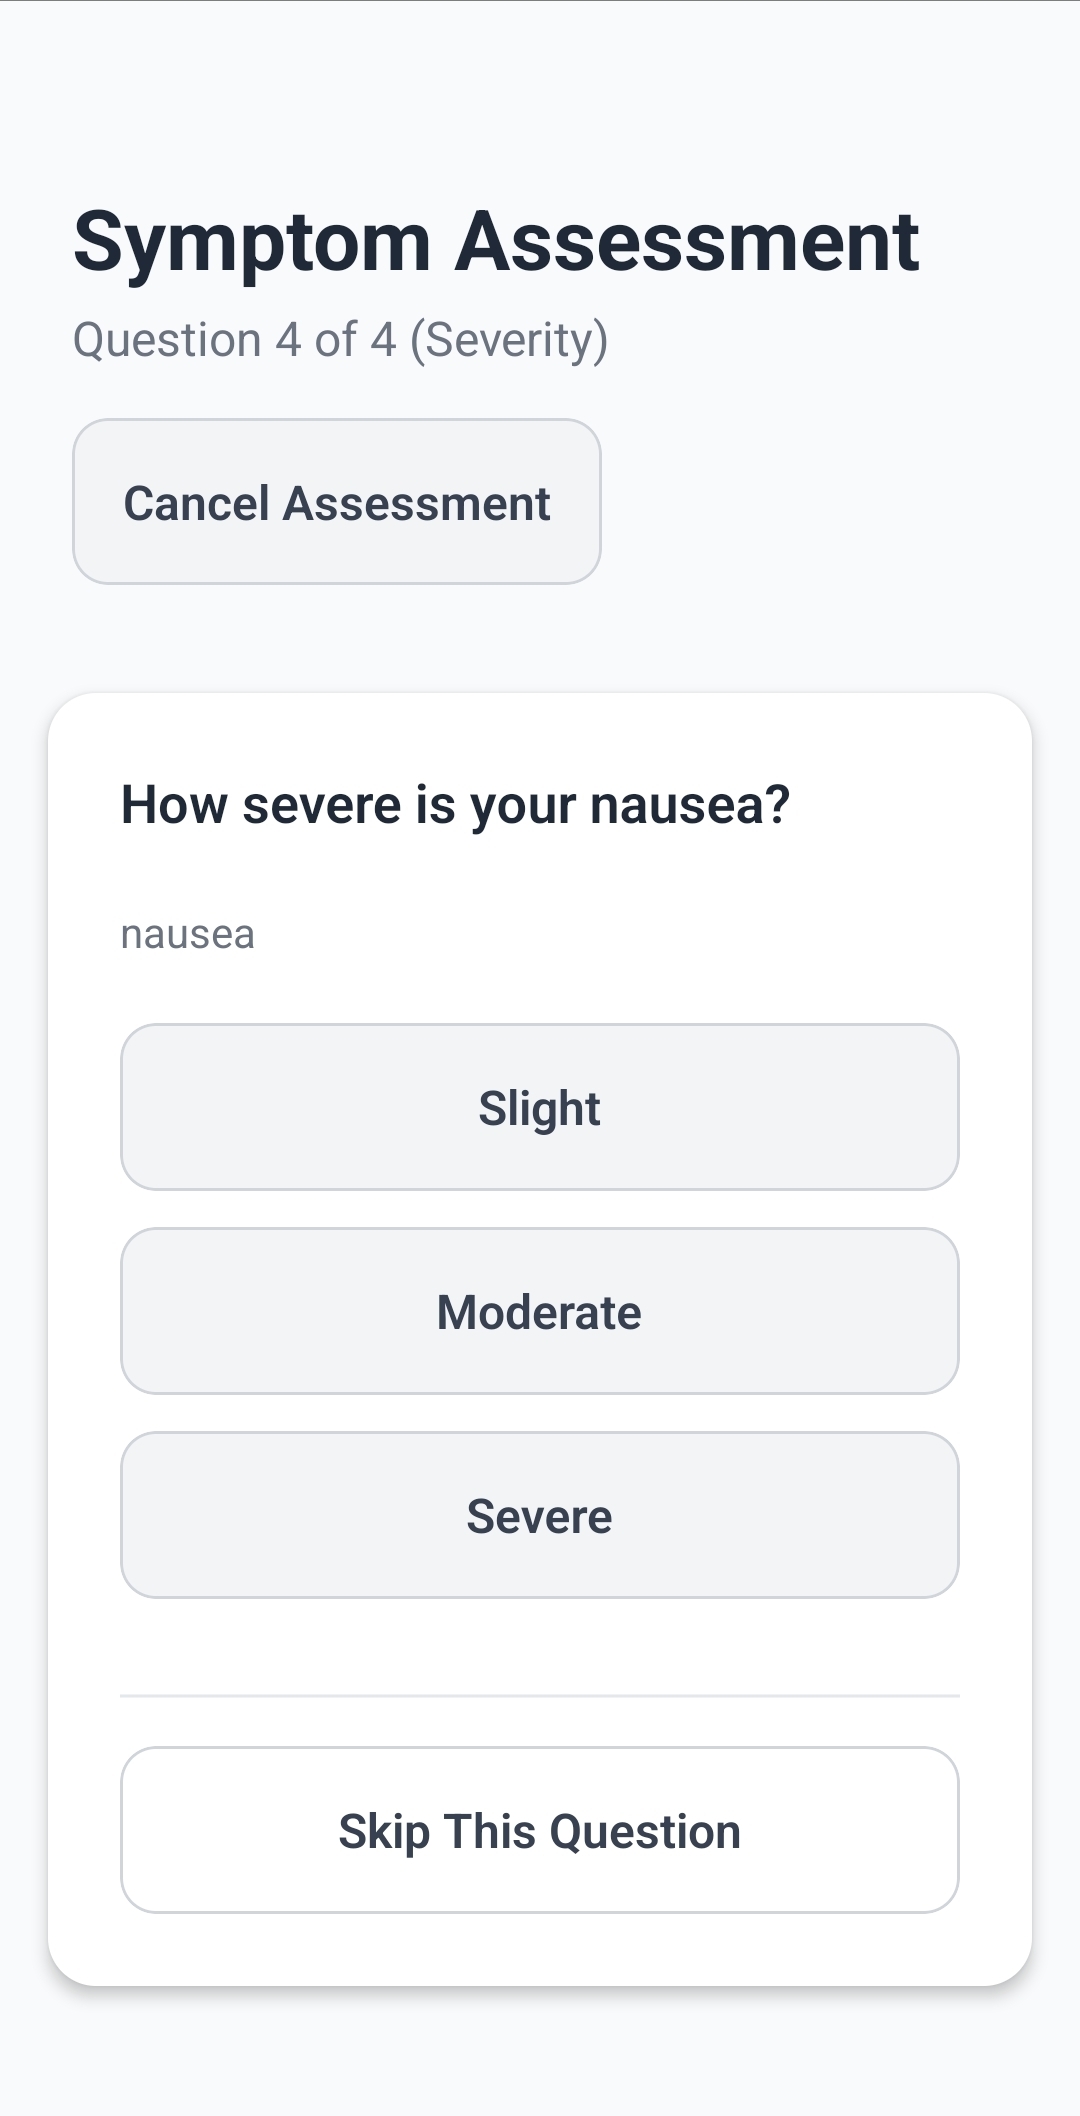 Symptom Assessment
Question 4 of 4 (Severity)
Cancel Assessment
How severe is your nausea?
nausea
Slight
Moderate
Severe
Skip This Question